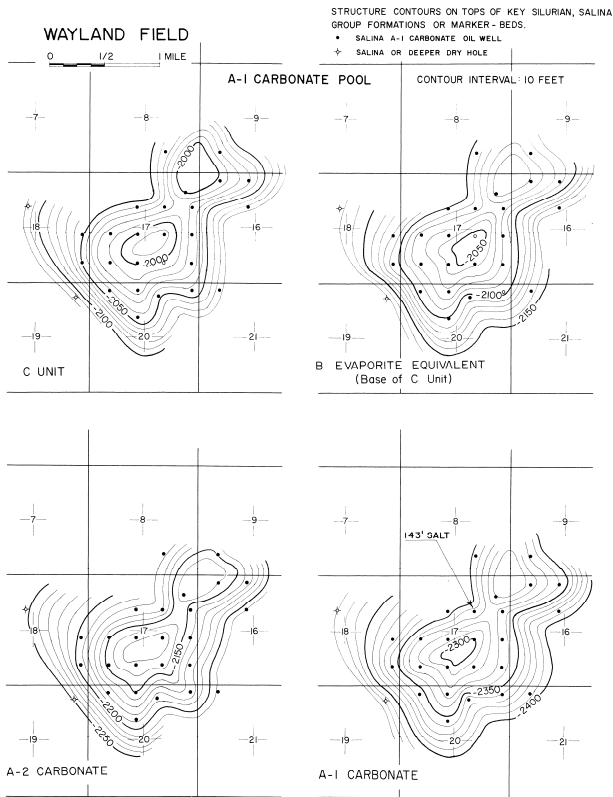 STRUCTURE CONTOURS ON TOPS OF KEY SILURIAN, SALINA
GROUP FORMATIONS OR MARKER-BEDS.
• SALINA A-1 CARBONATE OIL WELL
SALINA OR DEEPER DRY HOLE
WAYLAND FIELD
0 1/2 1 MILE
A-1 CARBONATE POOL
CONTOUR INTERVAL: 10 FEET
7 8 9
-2000
18 17 16
-2000
-2050
-2100
19 20 21
C UNIT
8 9
18 17 16
-2050
-2100
-2150
19 20 21
B EVAPORITE EQUIVALENT
(Base of C Unit)
7 8 9
18 17 16
-2150
-2200
-2250
19 20 21
A-2 CARBONATE
7 8 9
143' SALT
18 17 16
-2300
-2350
-2400
19 20 21
A-1 CARBONATE